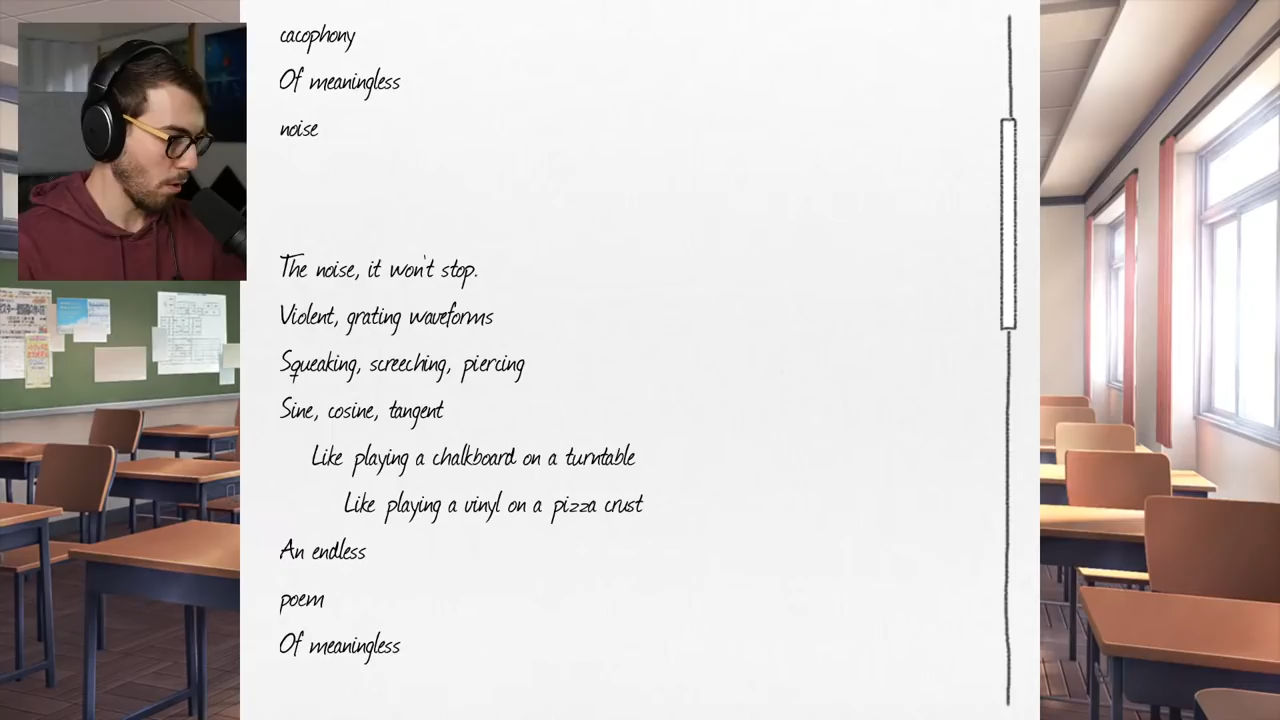 cacophony
Of meaningless
noise
The noise, it won't stop.
Violent, grating waveforms
Squeaking, screeching, piercing
Sine, cosine, tangent
Like playing a chalkboard on a turntable
Like playing a vinyl on a pizza crust
An endless
poem
Of meaningless